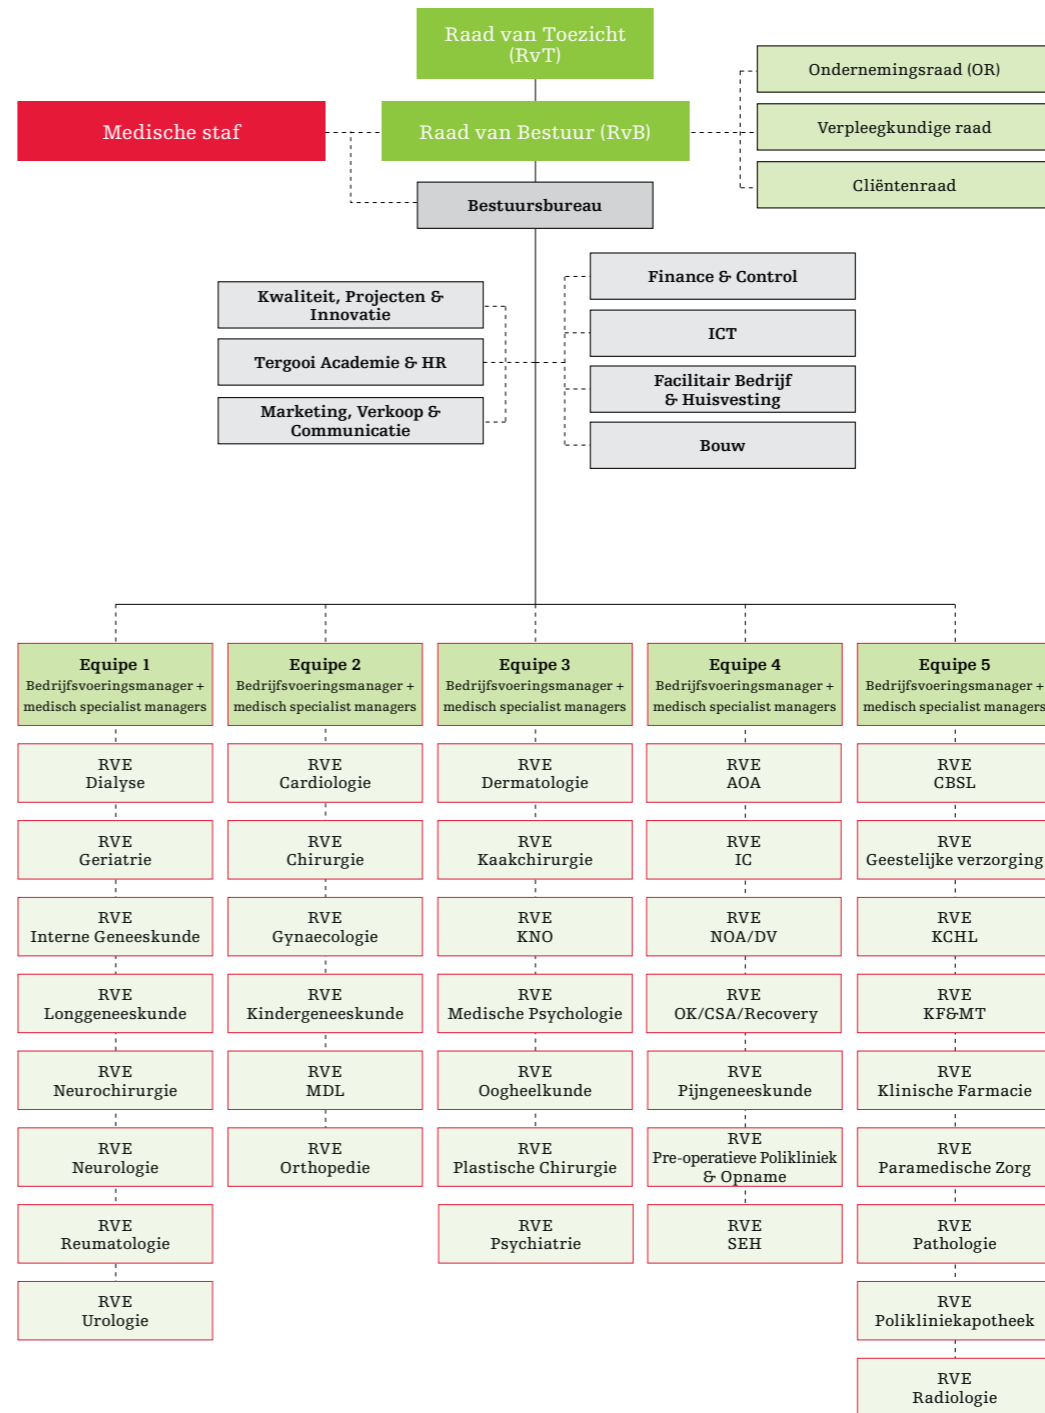 Raad van Toezicht
(RvT)
Ondernemingsraad (OR)
Medische staf
Raad van Bestuur (RvB)
Verpleegkundige raad
Cliëntenraad
Bestuursbureau
Kwaliteit, Projecten &
Innovatie
Tergooi Academie & HR
Marketing, Verkoop &
Communicatie
Finance & Control
ICT
Facilitair Bedrijf
& Huisvesting
Bouw
Equipe 1
Bedrijfsvoeringsmanager +
medisch specialist managers
RVE
Dialyse
RVE
Geriatrie
RVE
Interne Geneeskunde
RVE
Longgeneeskunde
RVE
Neurochirurgie
RVE
Neurologie
RVE
Reumatologie
RVE
Urologie
Equipe 2
Bedrijfsvoeringsmanager +
medisch specialist managers
RVE
Cardiologie
RVE
Chirurgie
RVE
Gynaecologie
RVE
Kindergeneeskunde
RVE
MDL
RVE
Orthopedie
Equipe 3
Bedrijfsvoeringsmanager +
medisch specialist managers
RVE
Dermatologie
RVE
Kaakchirurgie
RVE
KNO
RVE
Medische Psychologie
RVE
Oogheelkunde
RVE
Plastische Chirurgie
RVE
Psychiatrie
Equipe 4
Bedrijfsvoeringsmanager +
medisch specialist managers
RVE
AOA
RVE
IC
RVE
NOA/DV
RVE
OK/CSA/Recovery
RVE
Pijngeneeskunde
RVE
Pre-operatieve Polikliniek
& Opname
RVE
SEH
Equipe 5
Bedrijfsvoeringsmanager +
medisch specialist managers
RVE
CBSL
RVE
Geestelijke verzorging
RVE
KCHL
RVE
KF&MT
RVE
Klinische Farmacie
RVE
Paramedische Zorg
RVE
Pathologie
RVE
Polikliniekapotheek
RVE
Radiologie